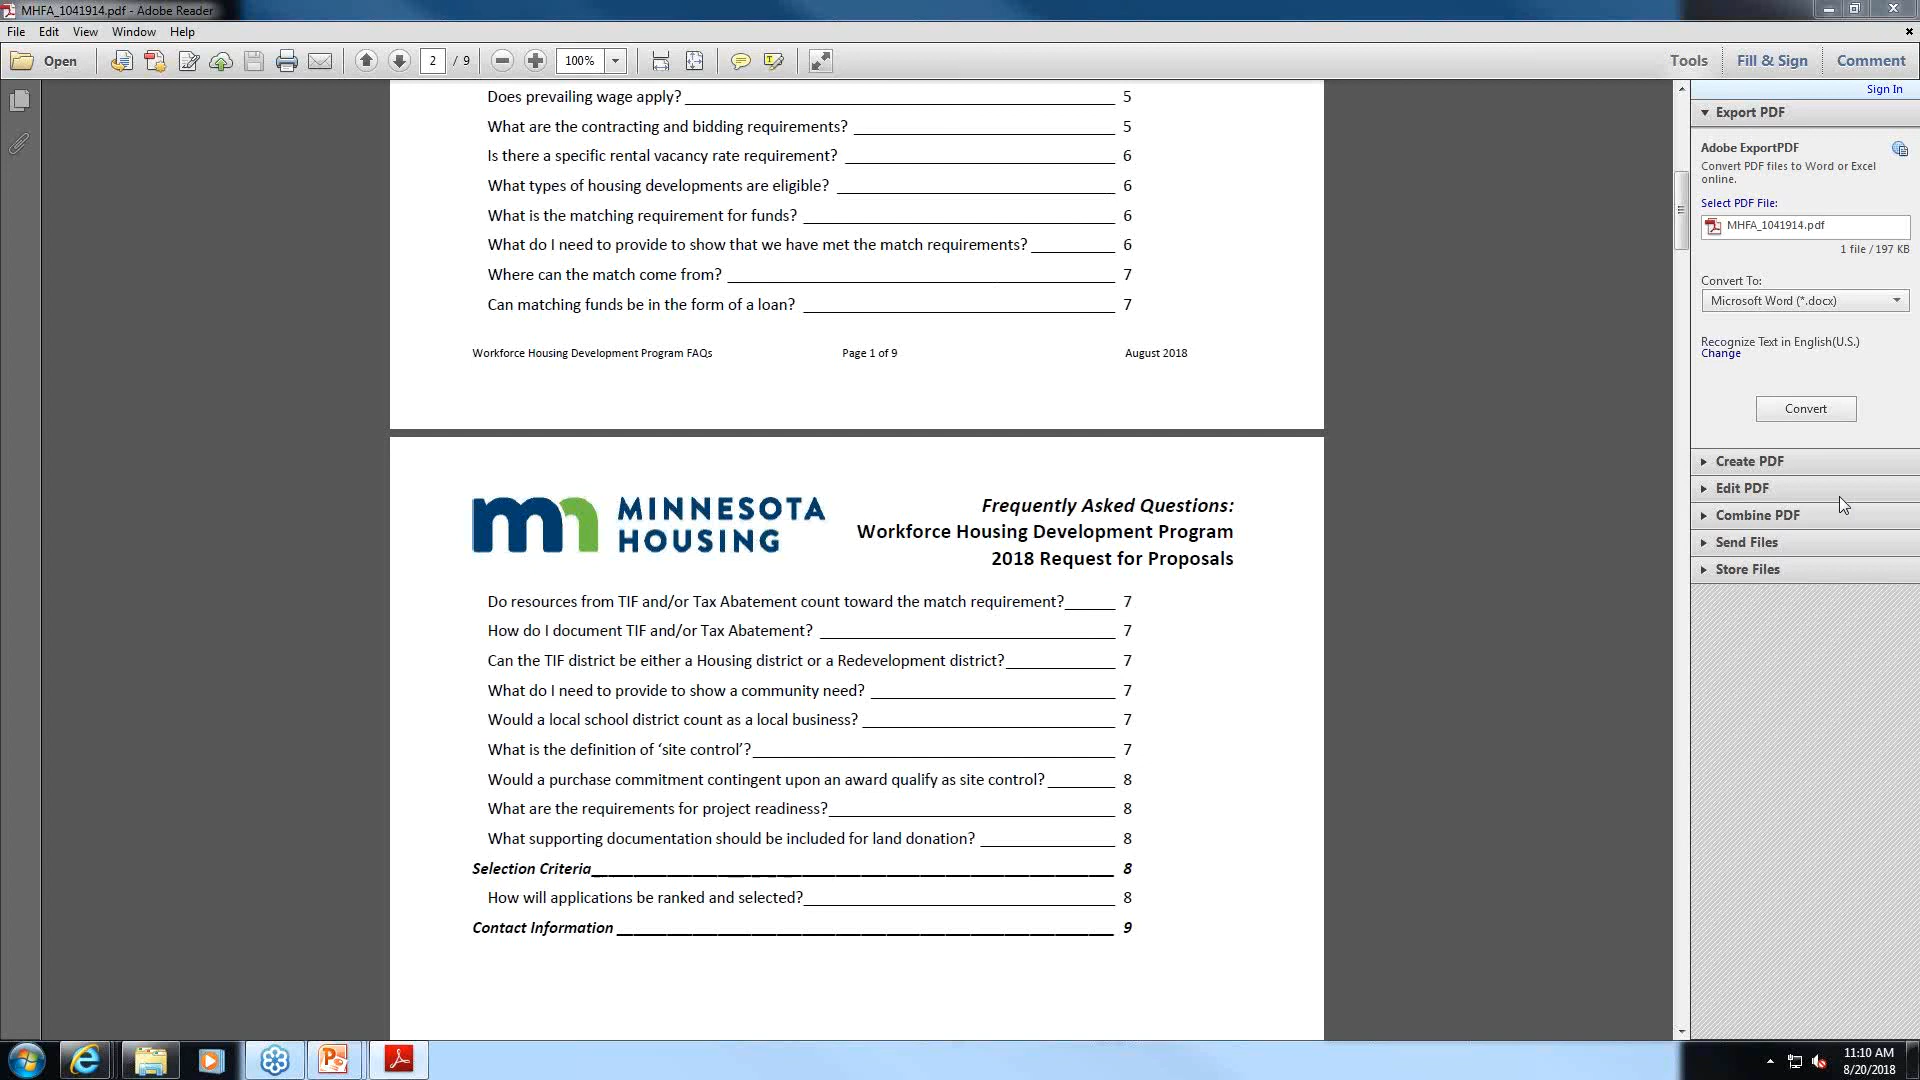 MHFA_1041914.pdf - Adobe Reader
File Edit View Window Help
Open 2 / 9 100% Tools Fill & Sign Comment
Sign In
Does prevailing wage apply? 5
What are the contracting and bidding requirements? 5
Is there a specific rental vacancy rate requirement? 6
What types of housing developments are eligible? 6
What is the matching requirement for funds? 6
What do I need to provide to show that we have met the match requirements? 6
Where can the match come from? 7
Can matching funds be in the form of a loan? 7
Workforce Housing Development Program FAQs Page 1 of 9 August 2018
MINNESOTA
HOUSING
Frequently Asked Questions:
Workforce Housing Development Program
2018 Request for Proposals
Do resources from TIF and/or Tax Abatement count toward the match requirement? 7
How do I document TIF and/or Tax Abatement? 7
Can the TIF district be either a Housing district or a Redevelopment district? 7
What do I need to provide to show a community need? 7
Would a local school district count as a local business? 7
What is the definition of ‘site control’? 7
Would a purchase commitment contingent upon an award qualify as site control? 8
What are the requirements for project readiness? 8
What supporting documentation should be included for land donation? 8
Selection Criteria 8
How will applications be ranked and selected? 8
Contact Information 9
Export PDF
Adobe ExportPDF
Convert PDF files to Word or Excel
online.
Select PDF File:
MHFA_1041914.pdf
1 file / 197 KB
Convert To:
Microsoft Word (*.docx)
Recognize Text in English(U.S.)
Change
Convert
Create PDF
Edit PDF
Combine PDF
Send Files
Store Files
11:10 AM
8/20/2018